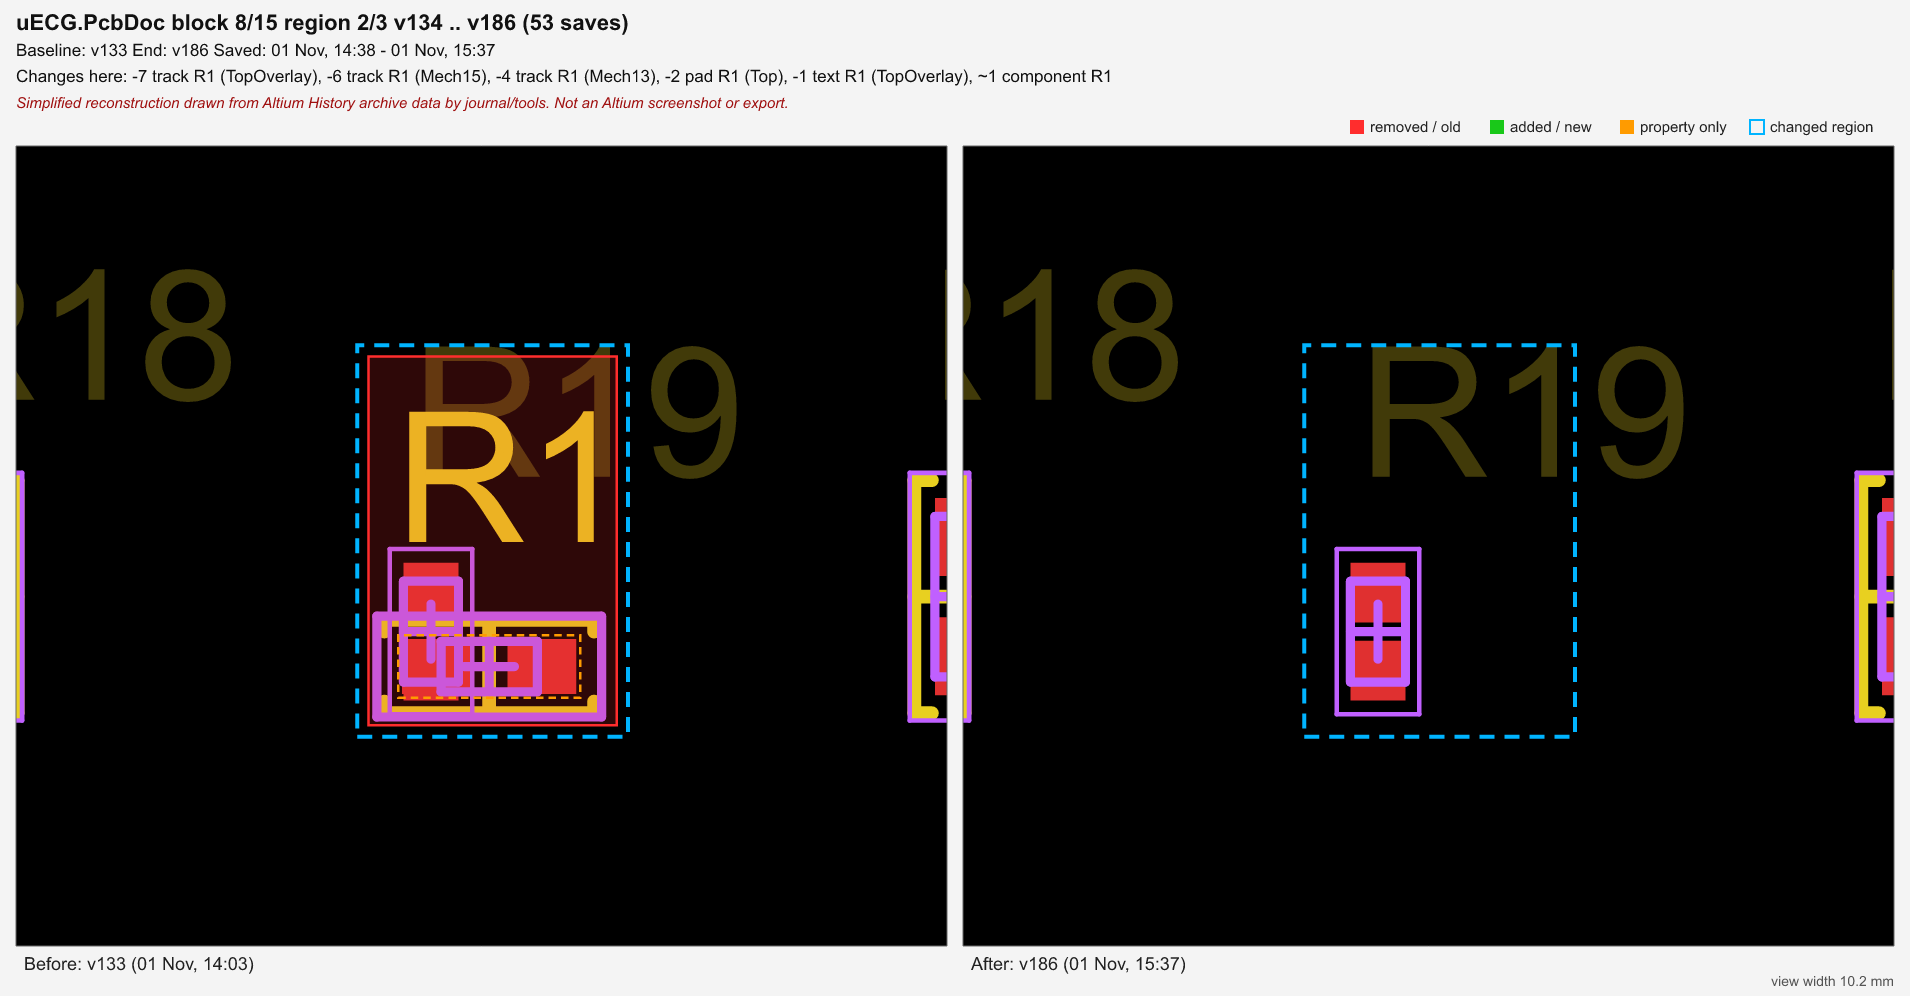 uECG.PcbDoc block 8/15 region 2/3 v134 .. v186 (53 saves)
Baseline: v133 End: v186 Saved: 01 Nov, 14:38 - 01 Nov, 15:37
Changes here: -7 track R1 (TopOverlay), -6 track R1 (Mech15), -4 track R1 (Mech13), -2 pad R1 (Top), -1 text R1 (TopOverlay), ~1 component R1
Simplified reconstruction drawn from Altium History archive data by journal/tools. Not an Altium screenshot or export.
removed / old
added / new
property only
changed region
R18
R19
R1
R18
R19
Before: v133 (01 Nov, 14:03)
After: v186 (01 Nov, 15:37)
view width 10.2 mm